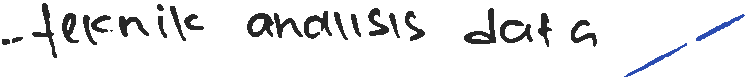 - teknik analisis data